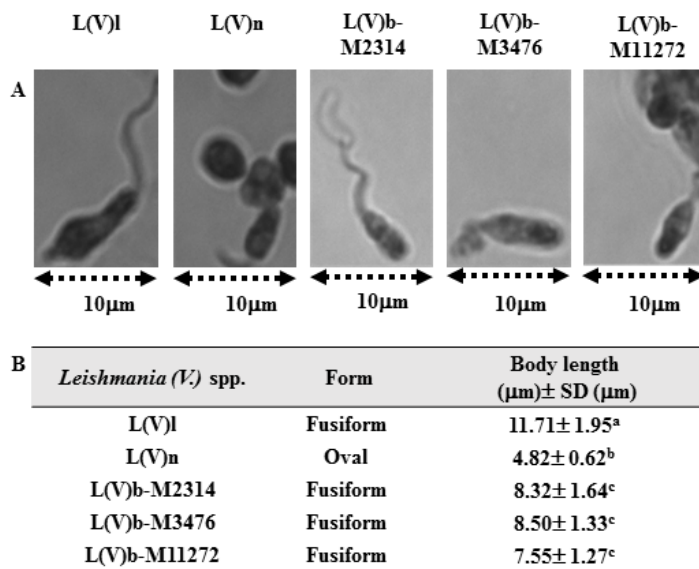 L(V)l L(V)n L(V)b-M2314 L(V)b-M3476 L(V)b-M11272
A
10μm 10μm 10μm 10μm 10μm
B
Leishmania (V.) spp. Form Body length (μm)± SD (μm)
L(V)l Fusiform 11.71± 1.95ᵃ
L(V)n Oval 4.82± 0.62ᵇ
L(V)b-M2314 Fusiform 8.32± 1.64ᶜ
L(V)b-M3476 Fusiform 8.50± 1.33ᶜ
L(V)b-M11272 Fusiform 7.55± 1.27ᶜ